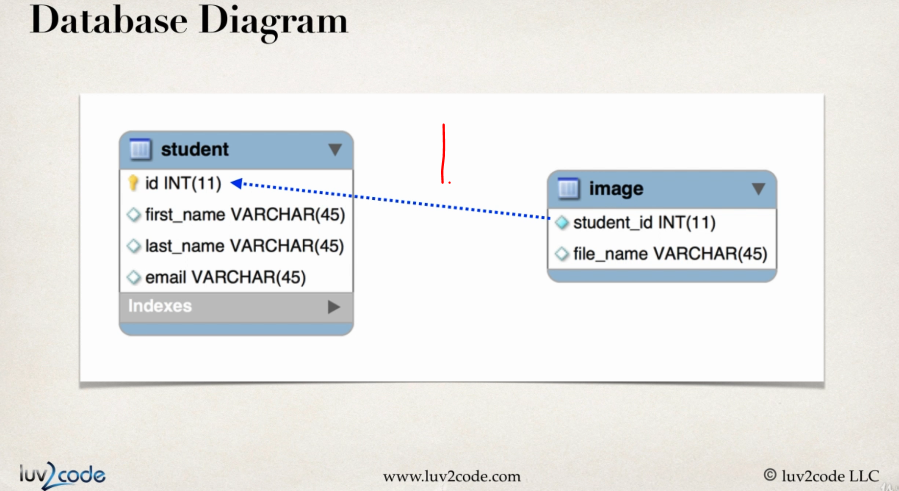 Database Diagram
student
id INT(11)
first_name VARCHAR(45)
last_name VARCHAR(45)
email VARCHAR(45)
Indexes
image
student_id INT(11)
file_name VARCHAR(45)
luv2code
www.luv2code.com
© luv2code LLC